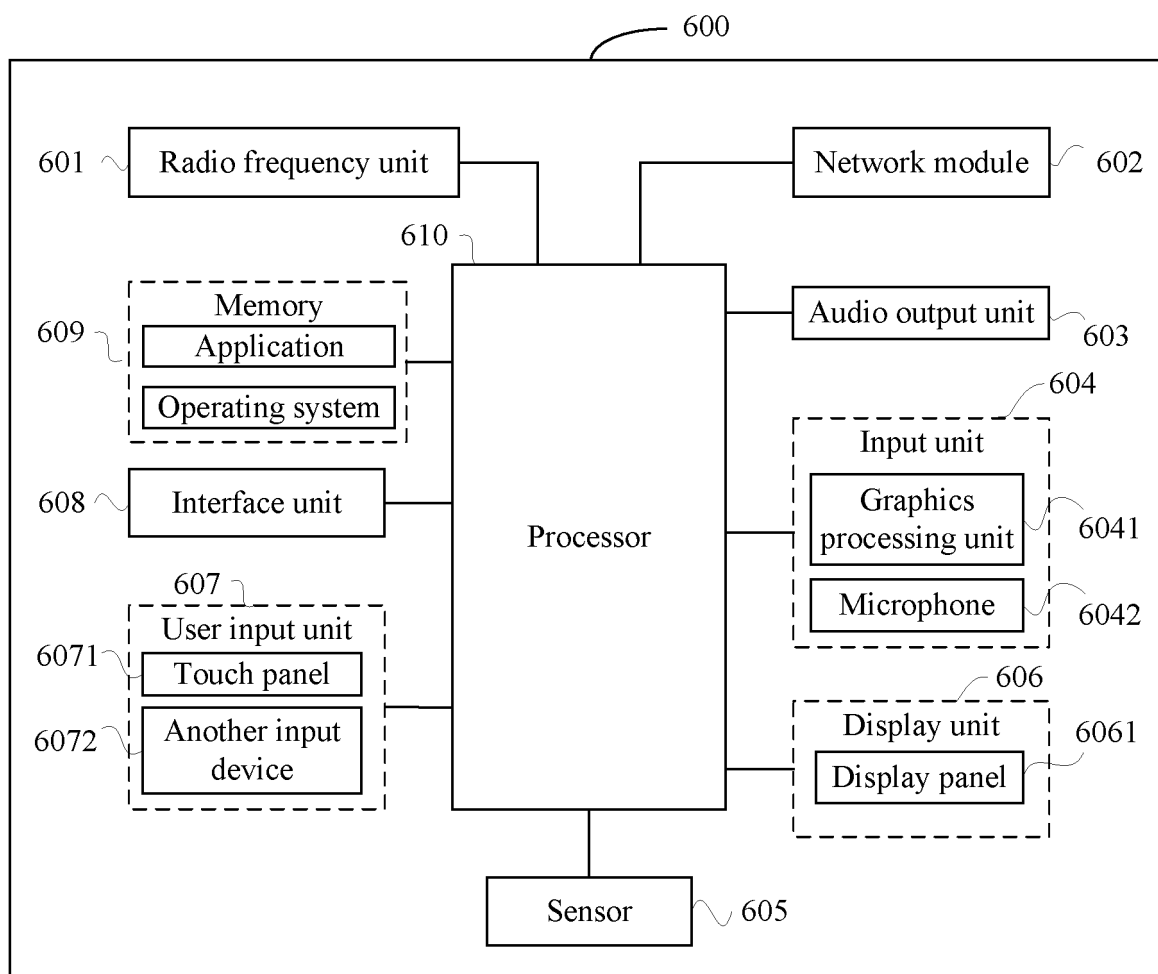 600
601
Radio frequency unit
Network module
602
610
Memory
609
Application
Operating system
Audio output unit
603
604
Input unit
Graphics
processing unit
6041
Microphone
6042
608
Interface unit
Processor
607
User input unit
6071
Touch panel
6072
Another input
device
606
Display unit
6061
Display panel
Sensor
605